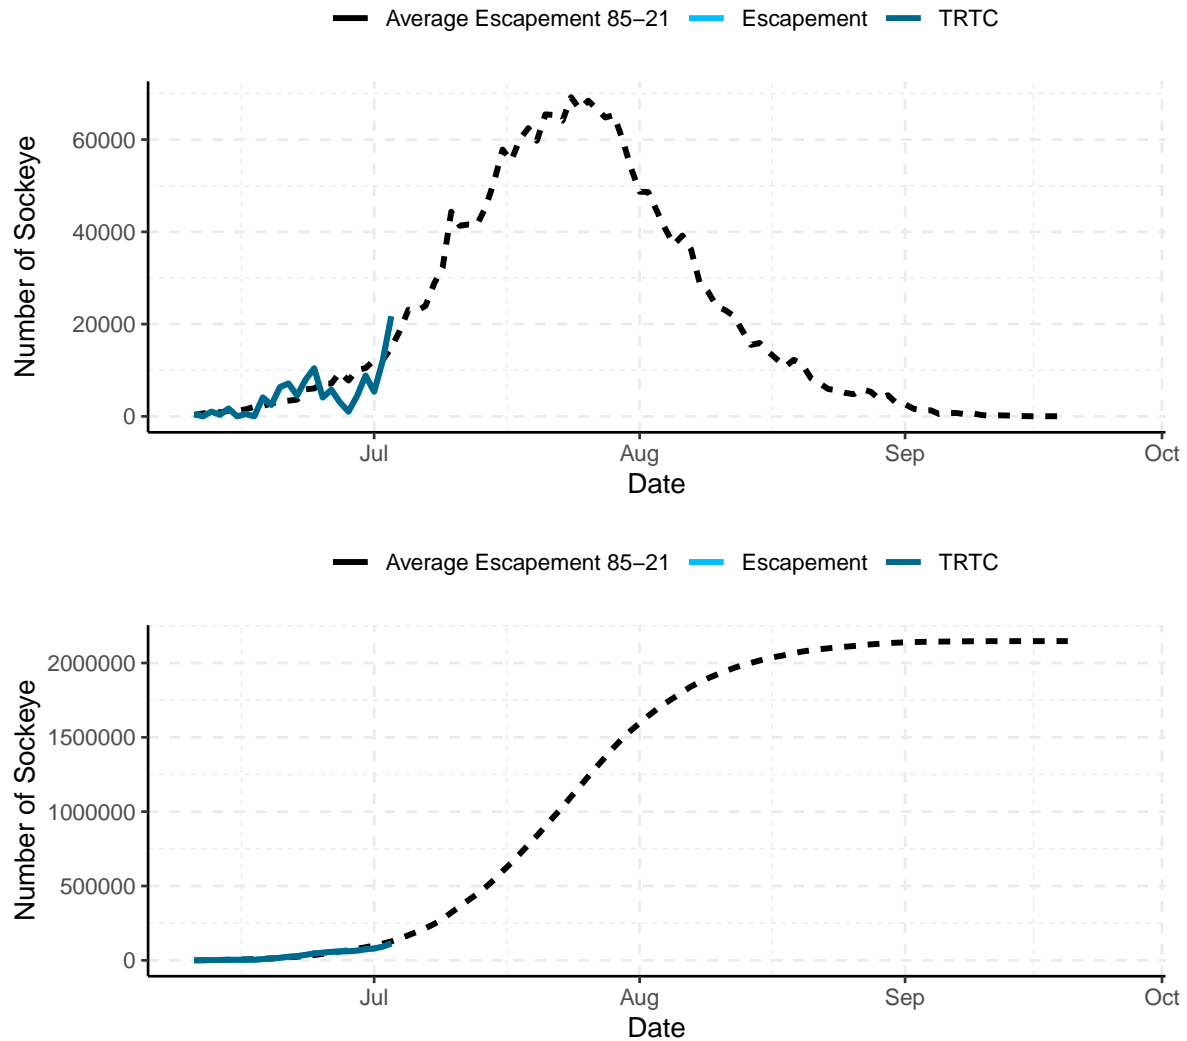 Average Escapement 85−21 Escapement TRTC
Number of Sockeye
60000
40000
20000
0
Jul Aug Sep Oct
Date
Average Escapement 85−21 Escapement TRTC
Number of Sockeye
2000000
1500000
1000000
500000
0
Jul Aug Sep Oct
Date